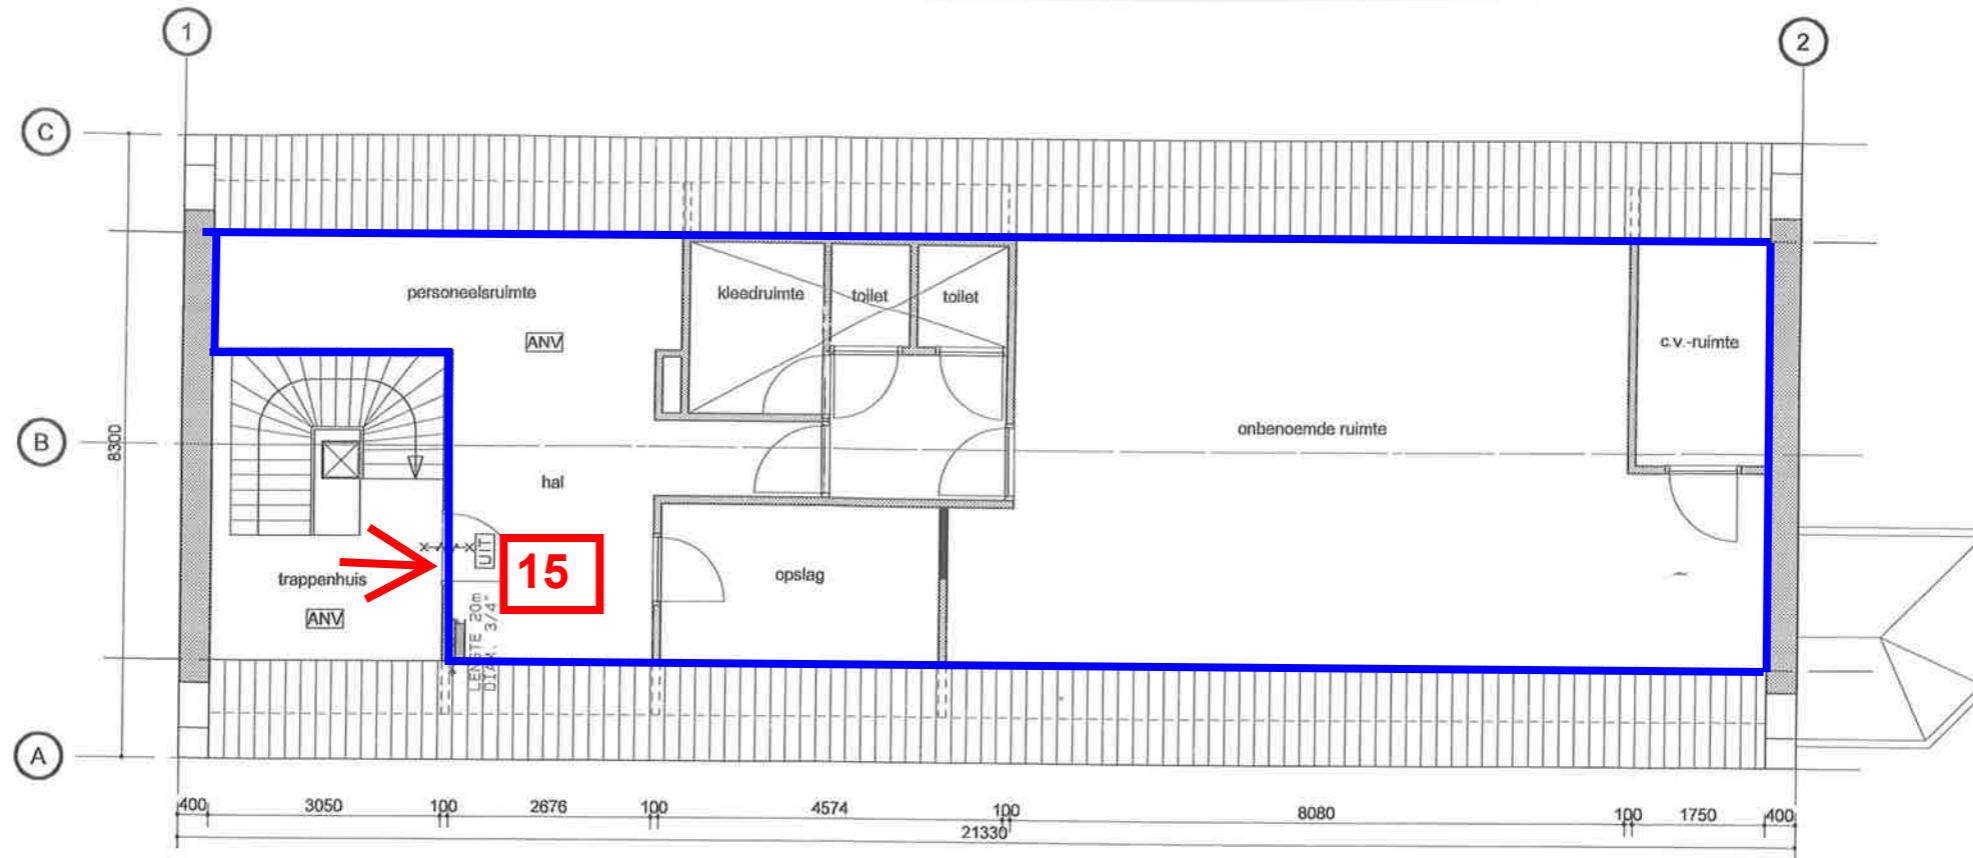 1
2
C
personeelsruimte
kleedruimte
toilet
toilet
ANV
c.v.-ruimte
onbenoemde ruimte
B
8300
hal
UIT
15
trappenhuis
opslag
ANV
LENGTE 20m
DIAM. 3/4"
A
400 3050 100 2676 100 4574 100 8080 100 1750 400
21330